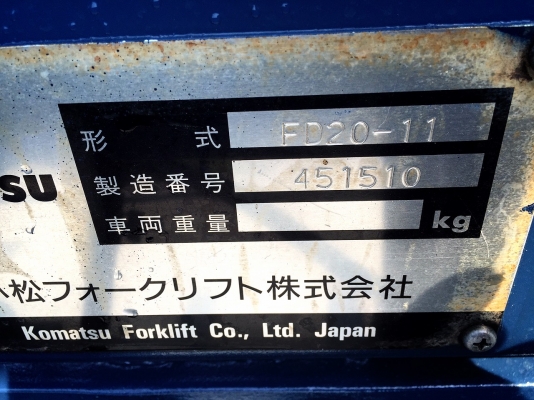 形式 FD20-11
SU 製造番号 451510
車両重量 kg
松フォークリフト株式会社
Komatsu Forklift Co., Ltd. Japan